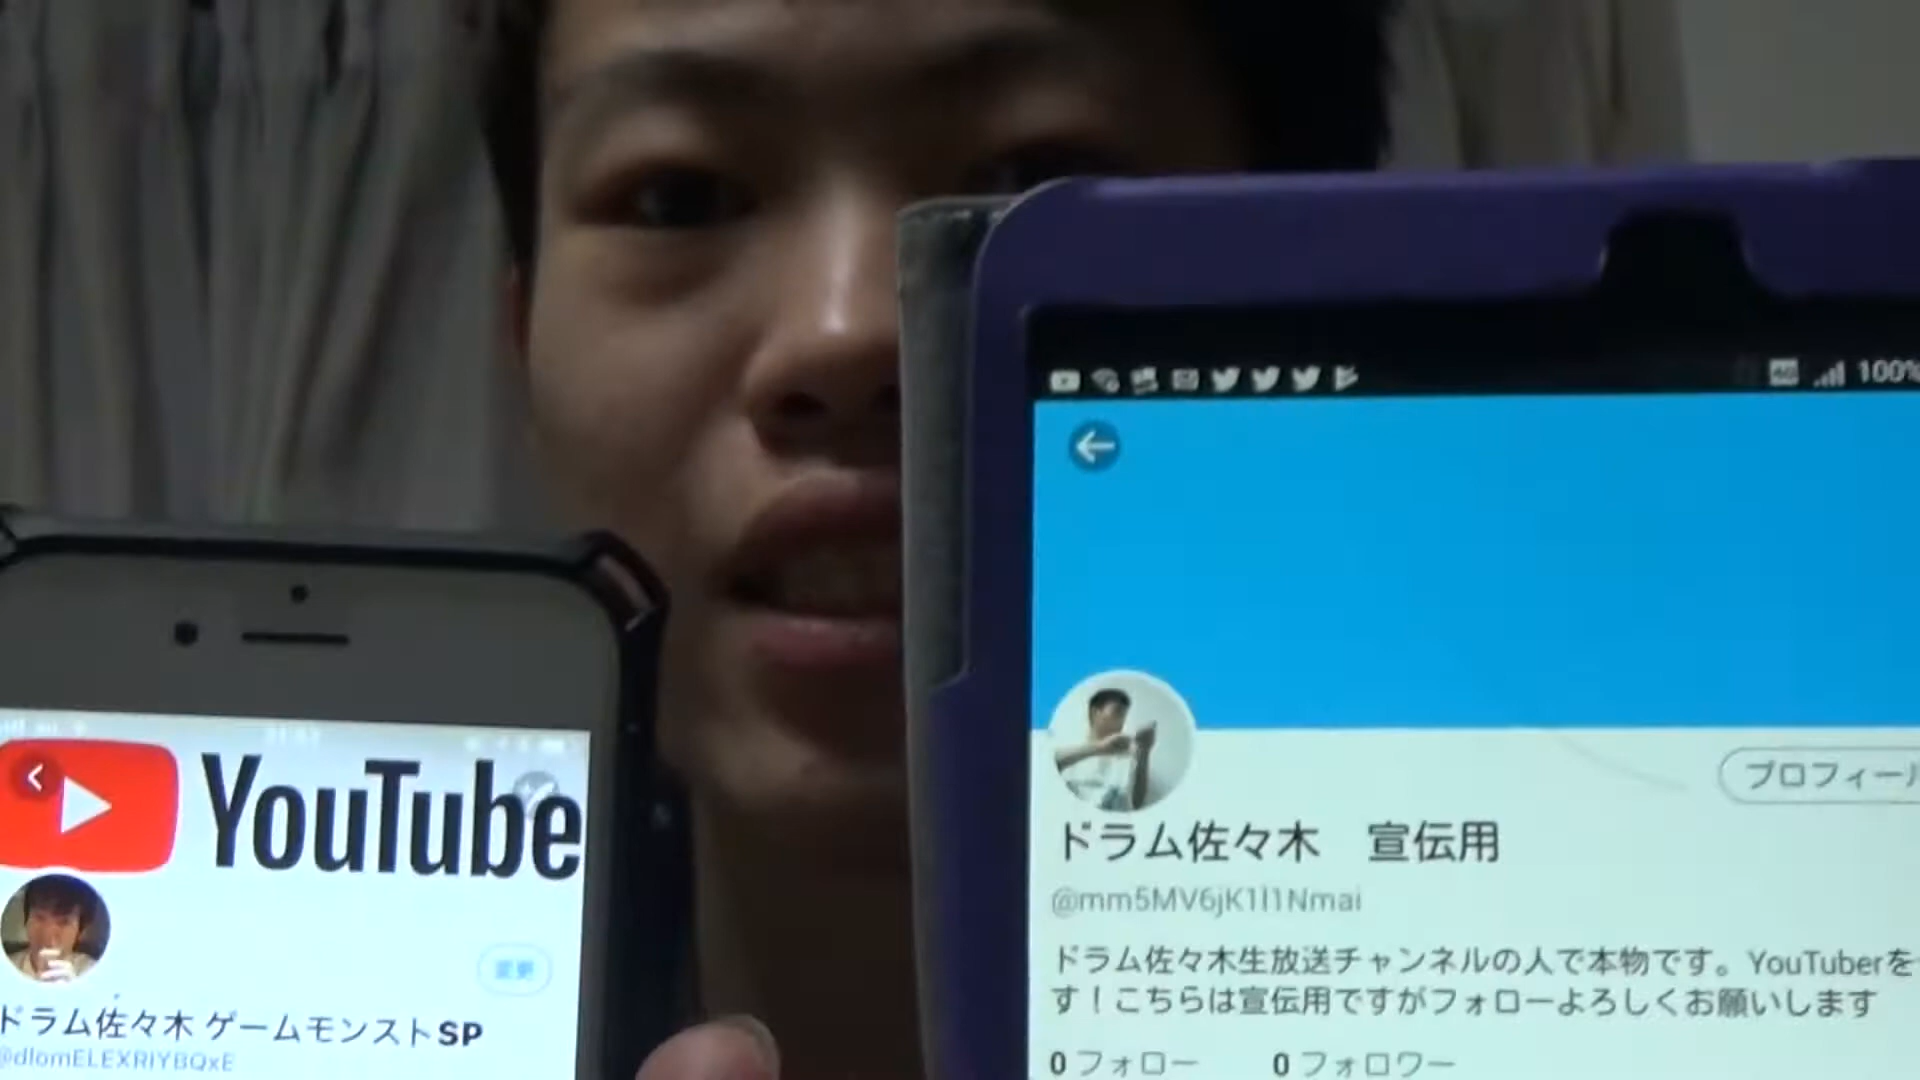 YouTube
変更
ドラム佐々木 ゲームモンストSP
@dlomELEXRIYBQxE
100%
プロフィール
ドラム佐々木　宣伝用
@mm5MV6jK1l1Nmai
ドラム佐々木生放送チャンネルの人で本物です。YouTuberを
す！こちらは宣伝用ですがフォローよろしくお願いします
0 フォロー 0 フォロワー